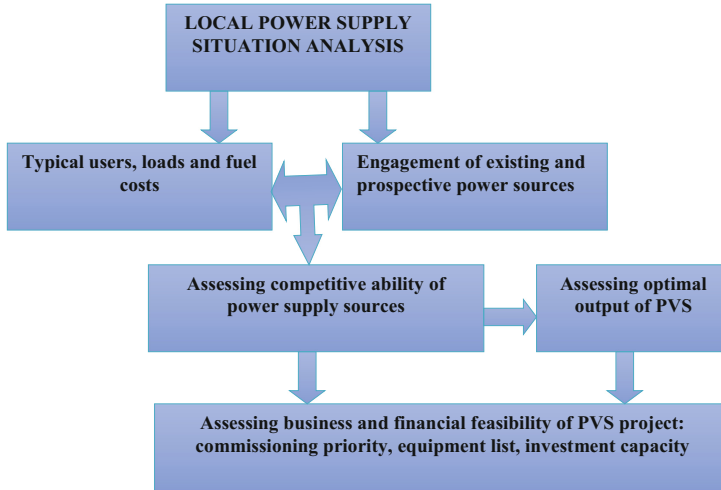 LOCAL POWER SUPPLY
SITUATION ANALYSIS
Typical users, loads and fuel
costs
Engagement of existing and
prospective power sources
Assessing competitive ability of
power supply sources
Assessing optimal
output of PVS
Assessing business and financial feasibility of PVS project:
commissioning priority, equipment list, investment capacity